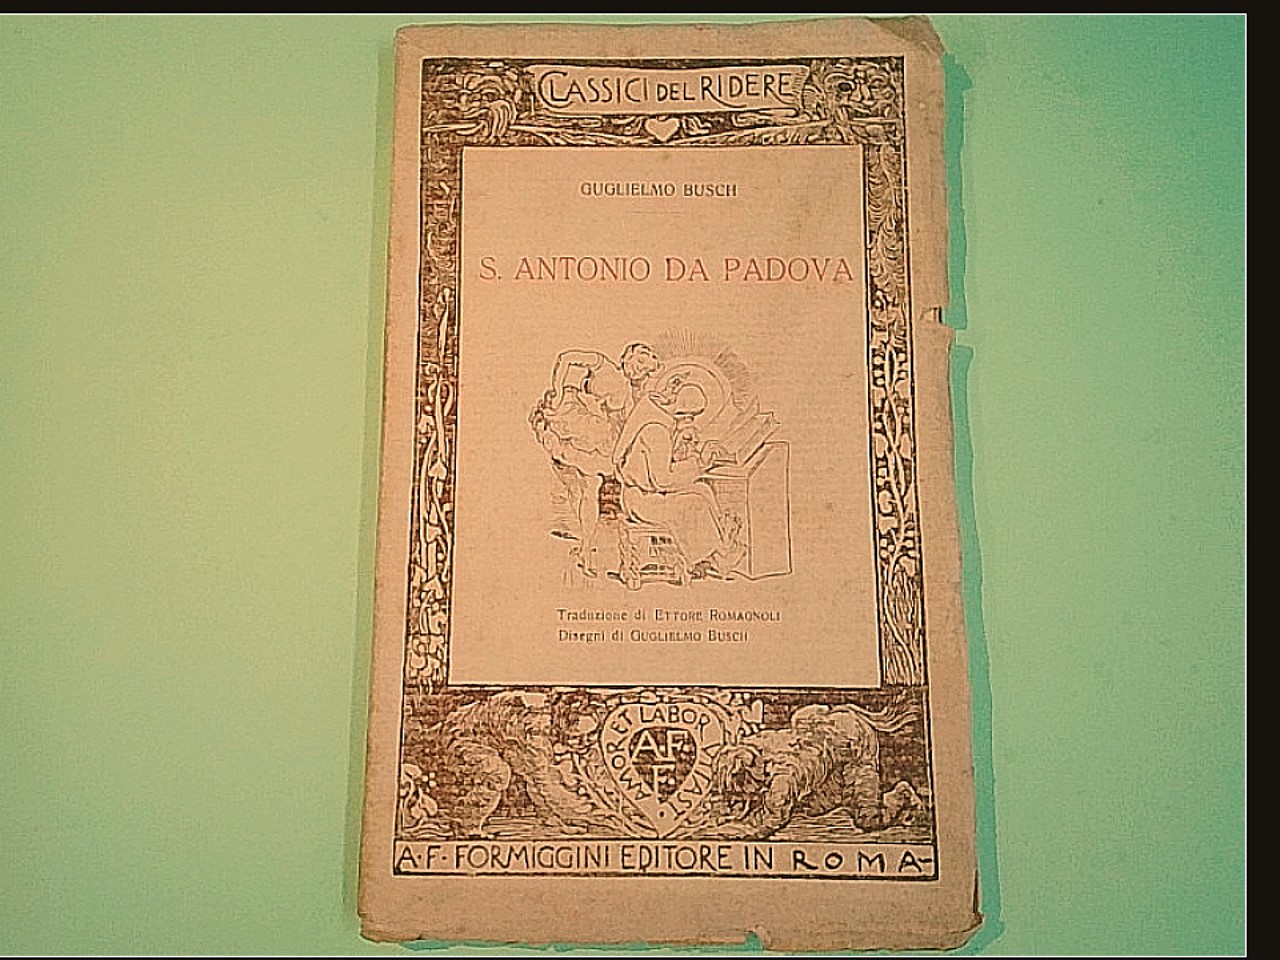 CLASSICI DEL RIDERE
GUGLIELMO BUSCH
S. ANTONIO DA PADOVA
Traduzione di ETTORE ROMAGNOLI
Disegni di GUGLIELMO BUSCH
AMOR ET LABOR VITAST
A.F.
F.
A·F·FORMIGGINI EDITORE IN ROMA-